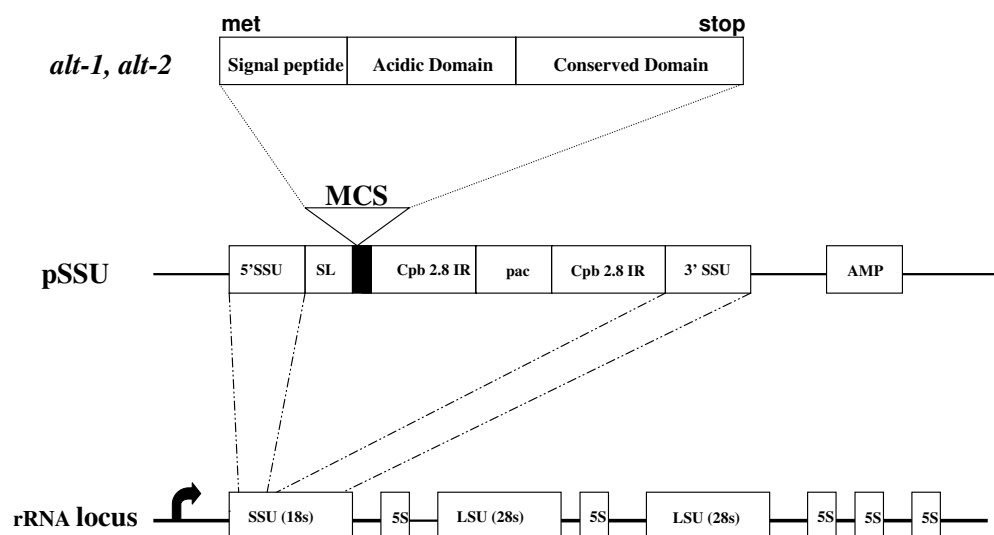 met stop
alt-1, alt-2 Signal peptide Acidic Domain Conserved Domain
MCS
pSSU 5'SSU SL Cpb 2.8 IR pac Cpb 2.8 IR 3' SSU AMP
rRNA locus SSU (18s) 5S LSU (28s) 5S LSU (28s) 5S 5S 5S